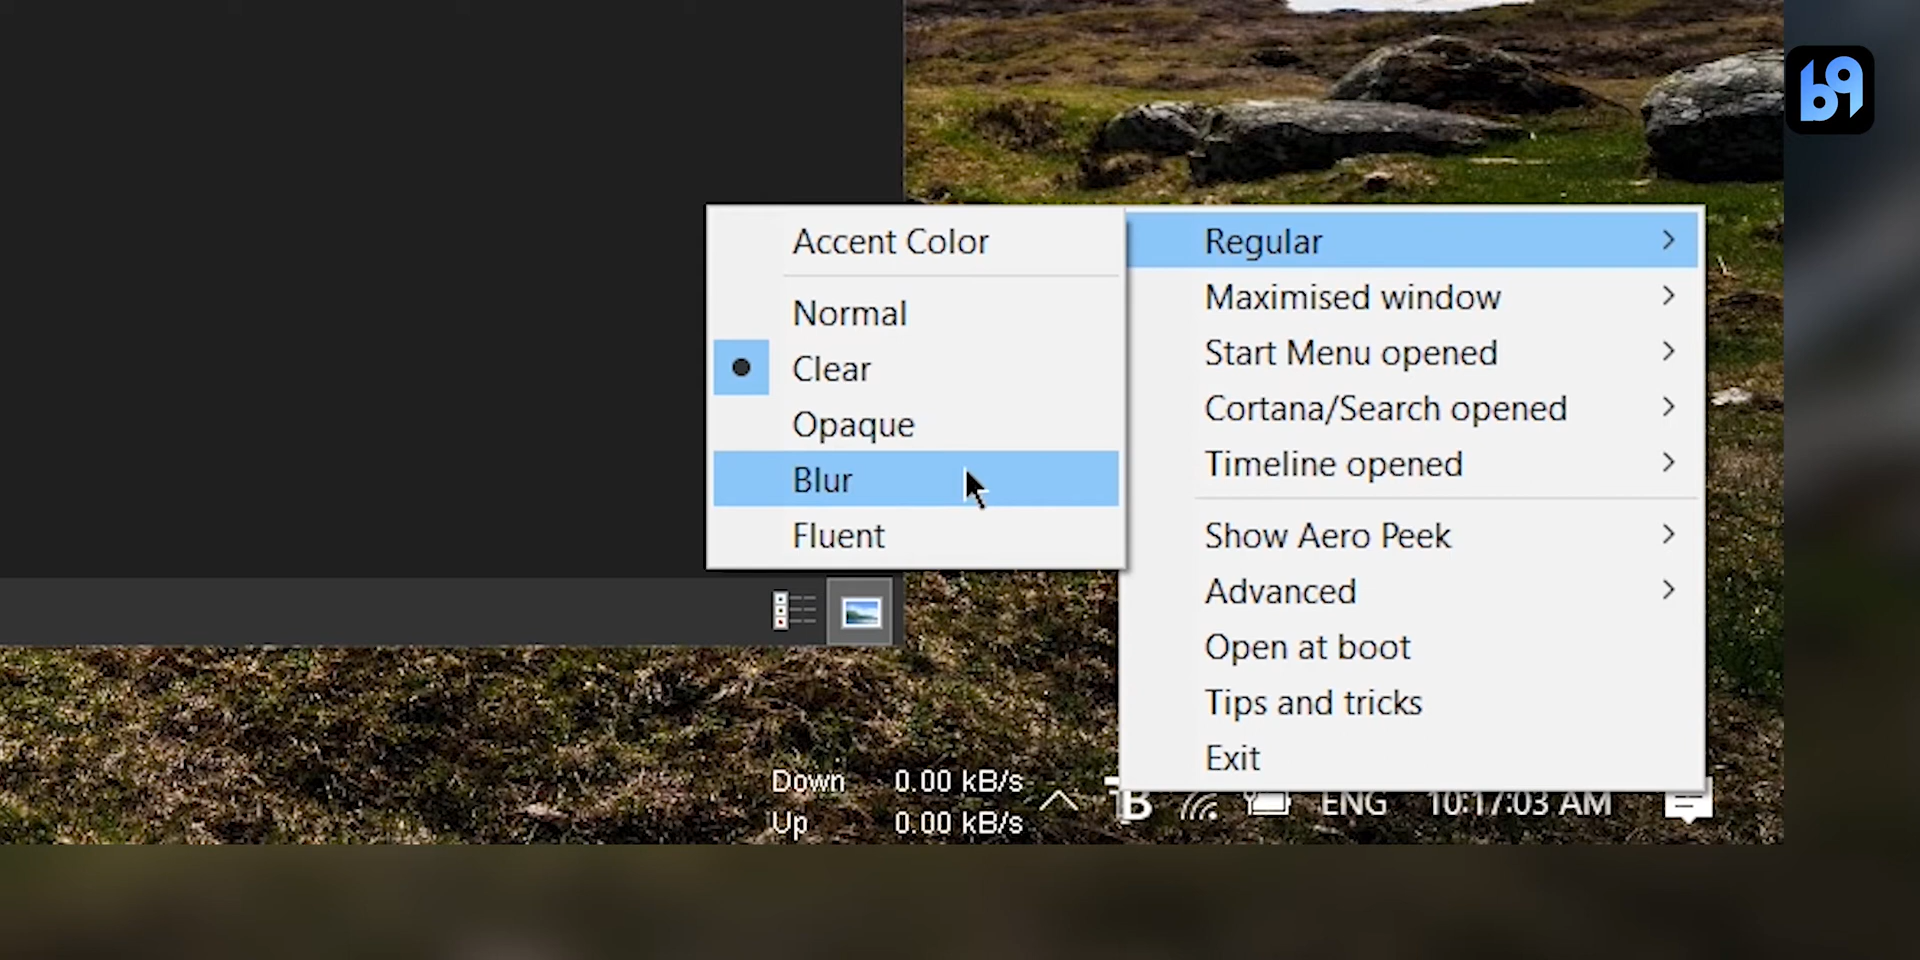 Accent Color
Normal
Clear
Opaque
Blur
Fluent
Regular
Maximised window
Start Menu opened
Cortana/Search opened
Timeline opened
Show Aero Peek
Advanced
Open at boot
Tips and tricks
Exit
Down 0.00 kB/s
Up 0.00 kB/s
ENG 10:17:03 AM